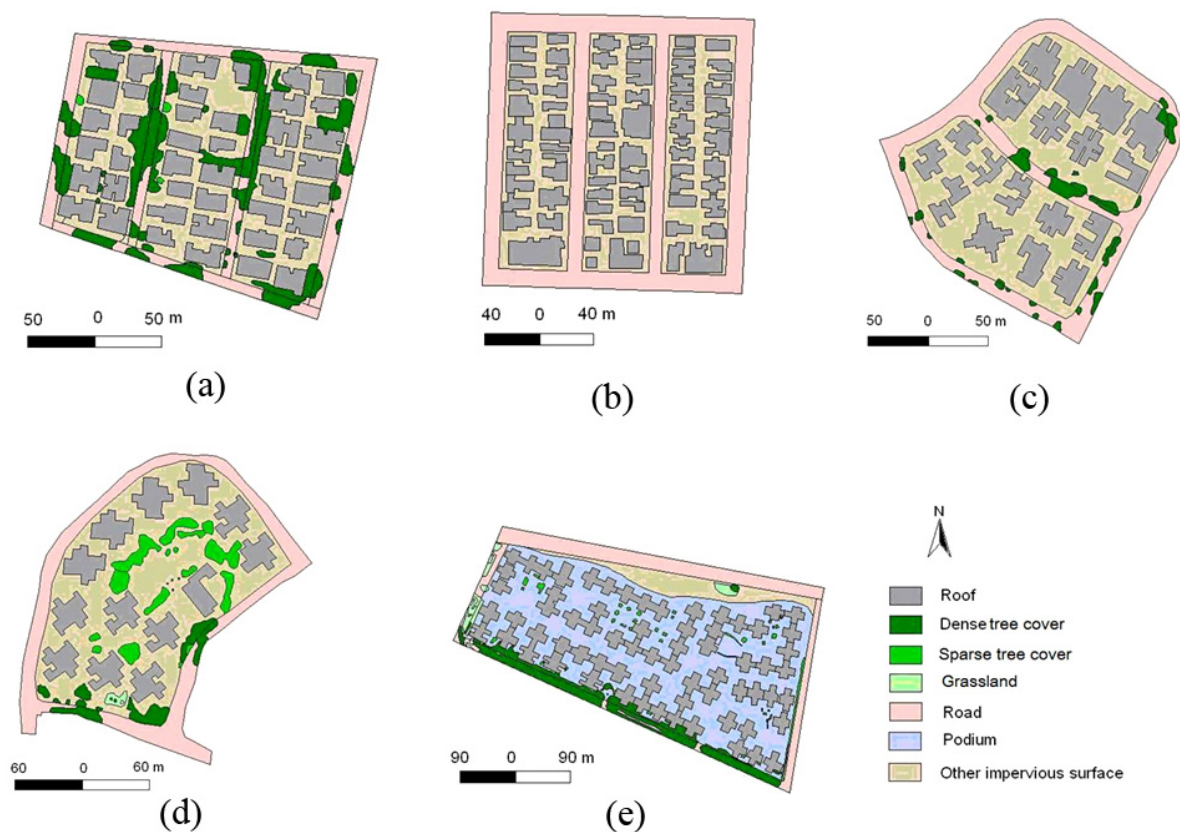 50 0 50 m
(a)
40 0 40 m
(b)
50 0 50 m
(c)
60 0 60 m
(d)
90 0 90 m
(e)
N
Roof
Dense tree cover
Sparse tree cover
Grassland
Road
Podium
Other impervious surface